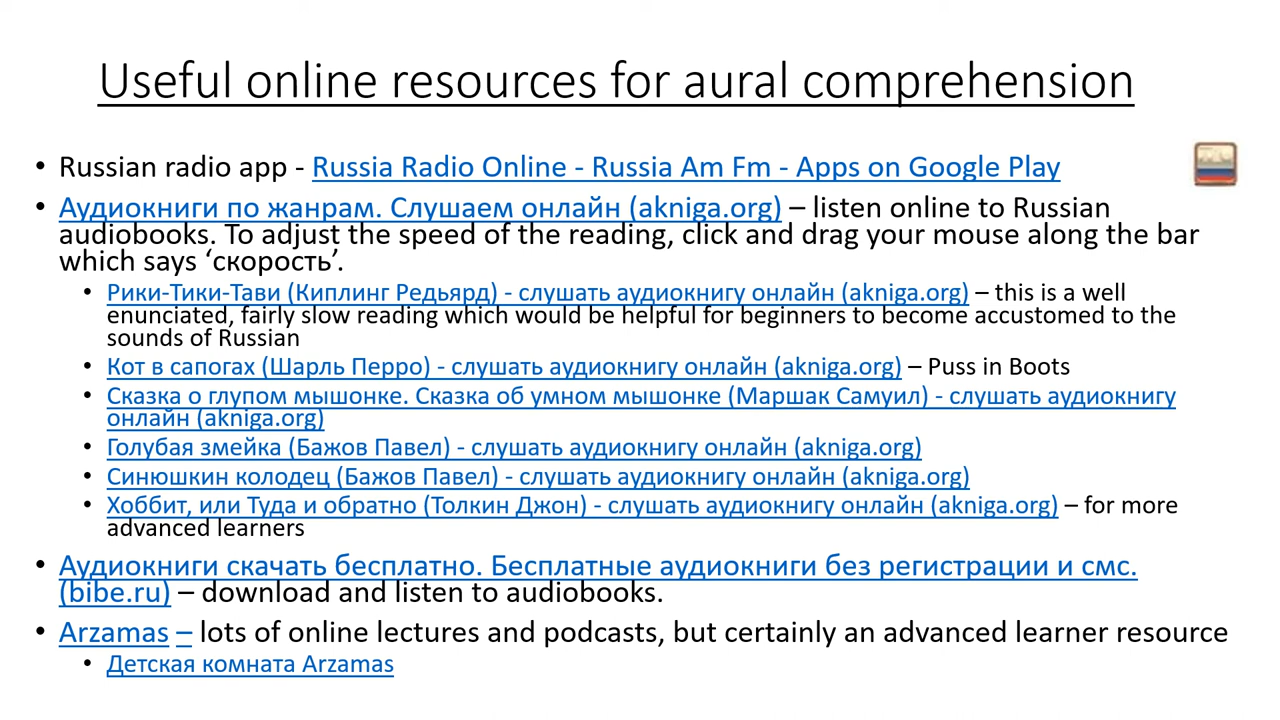 Useful online resources for aural comprehension
• Russian radio app - Russia Radio Online - Russia Am Fm - Apps on Google Play
• Аудиокниги по жанрам. Слушаем онлайн (akniga.org) – listen online to Russian
audiobooks. To adjust the speed of the reading, click and drag your mouse along the bar
which says ‘скорость’.
• Рики-Тики-Тави (Киплинг Редьярд) - слушать аудиокнигу онлайн (akniga.org) – this is a well
enunciated, fairly slow reading which would be helpful for beginners to become accustomed to the
sounds of Russian
• Кот в сапогах (Шарль Перро) - слушать аудиокнигу онлайн (akniga.org) – Puss in Boots
• Сказка о глупом мышонке. Сказка об умном мышонке (Маршак Самуил) - слушать аудиокнигу
онлайн (akniga.org)
• Голубая змейка (Бажов Павел) - слушать аудиокнигу онлайн (akniga.org)
• Синюшкин колодец (Бажов Павел) - слушать аудиокнигу онлайн (akniga.org)
• Хоббит, или Туда и обратно (Толкин Джон) - слушать аудиокнигу онлайн (akniga.org) – for more
advanced learners
• Аудиокниги скачать бесплатно. Бесплатные аудиокниги без регистрации и смс.
(bibe.ru) – download and listen to audiobooks.
• Arzamas – lots of online lectures and podcasts, but certainly an advanced learner resource
• Детская комната Arzamas